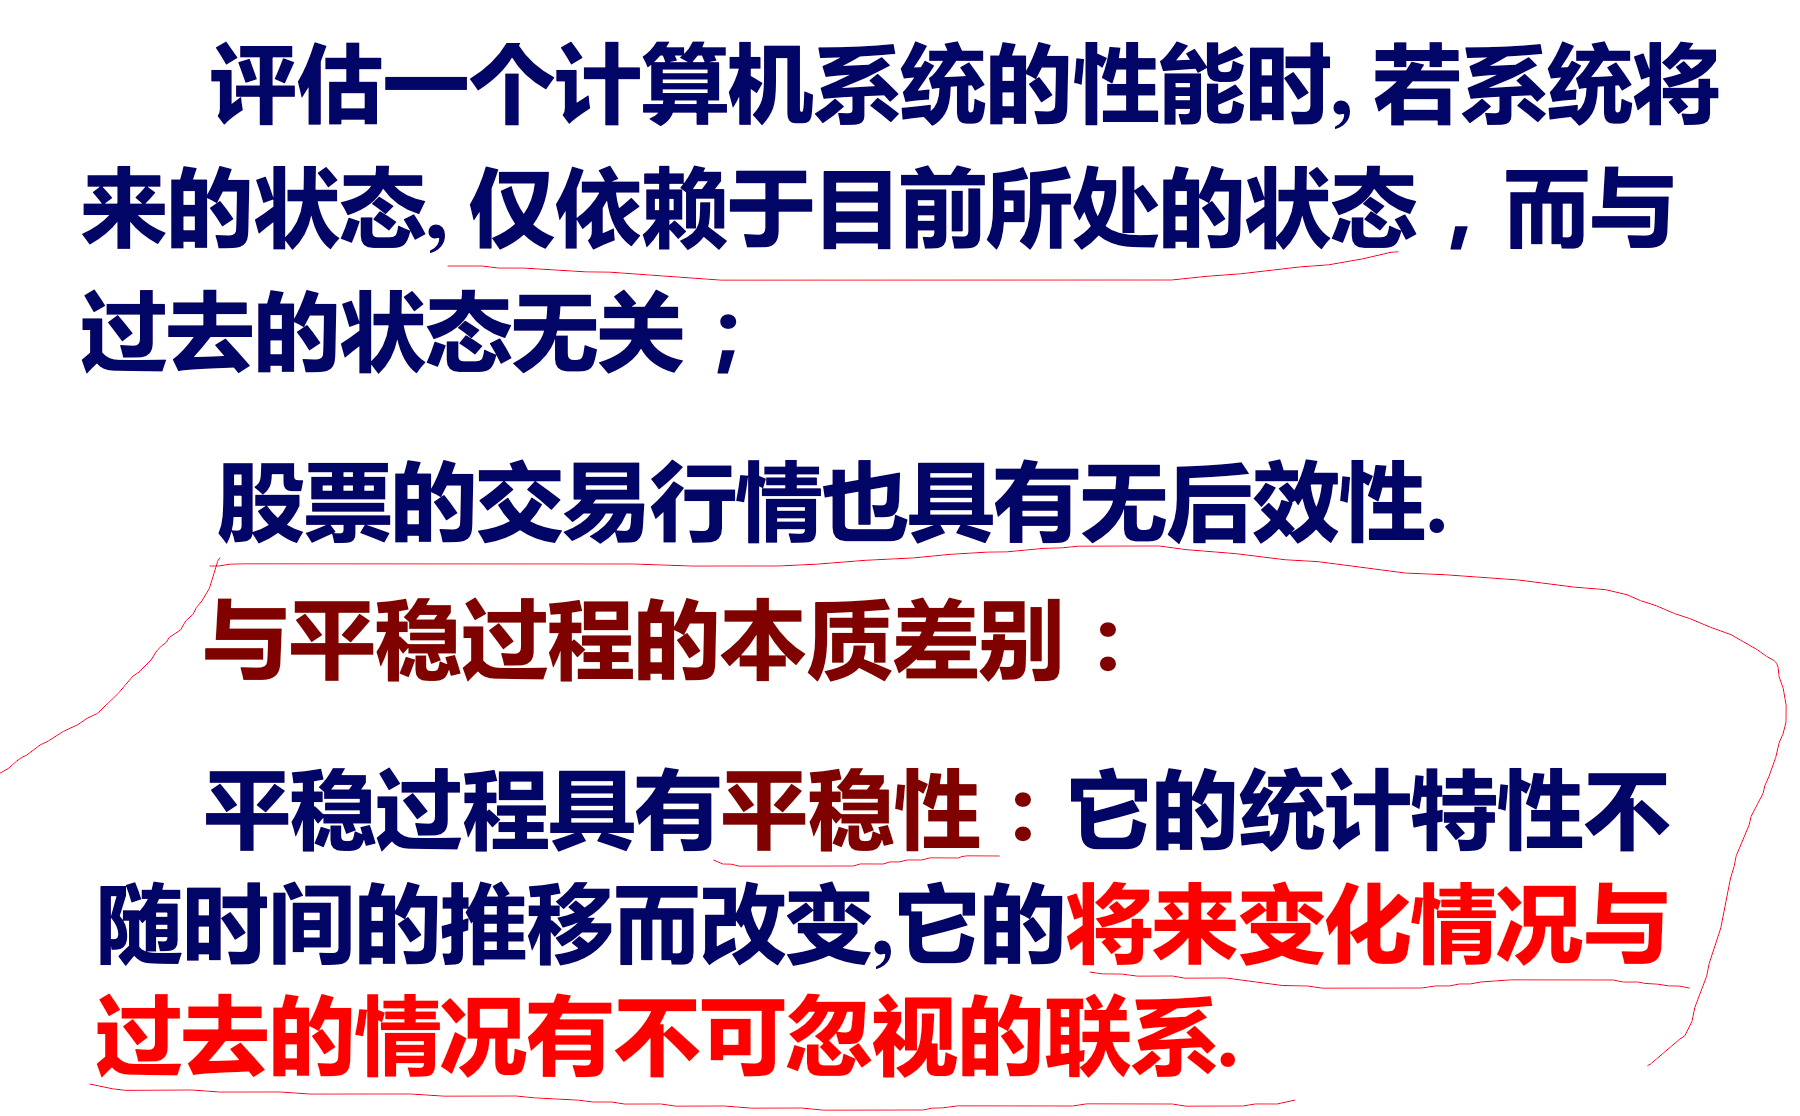 评估一个计算机系统的性能时, 若系统将
来的状态, 仅依赖于目前所处的状态，而与
过去的状态无关；
股票的交易行情也具有无后效性.
与平稳过程的本质差别：
平稳过程具有平稳性：它的统计特性不
随时间的推移而改变,它的将来变化情况与
过去的情况有不可忽视的联系.